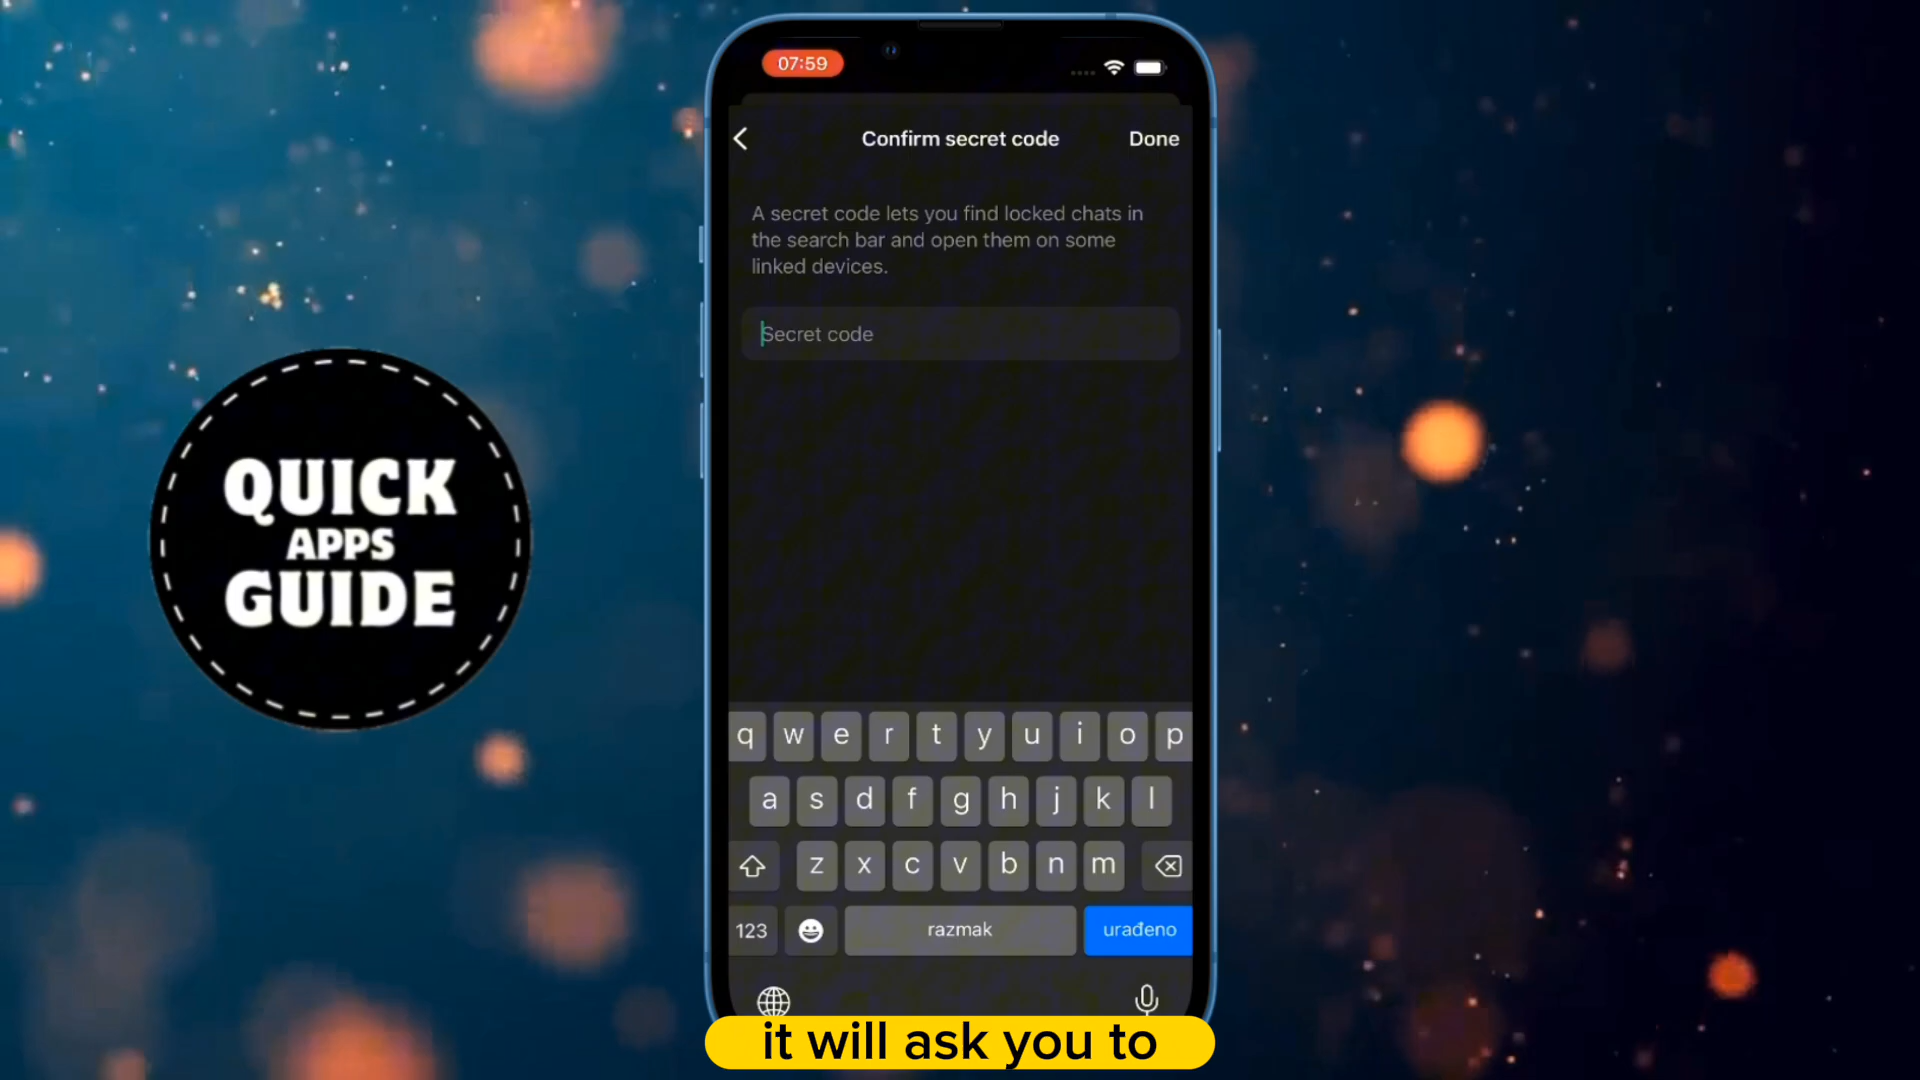 07:59
Confirm secret code
Done
A secret code lets you find locked chats in
the search bar and open them on some
linked devices.
Secret code
QUICK
APPS
GUIDE
q w e r t y u i o p
a s d f g h j k l
z x c v b n m
123
razmak
urađeno
it will ask you to